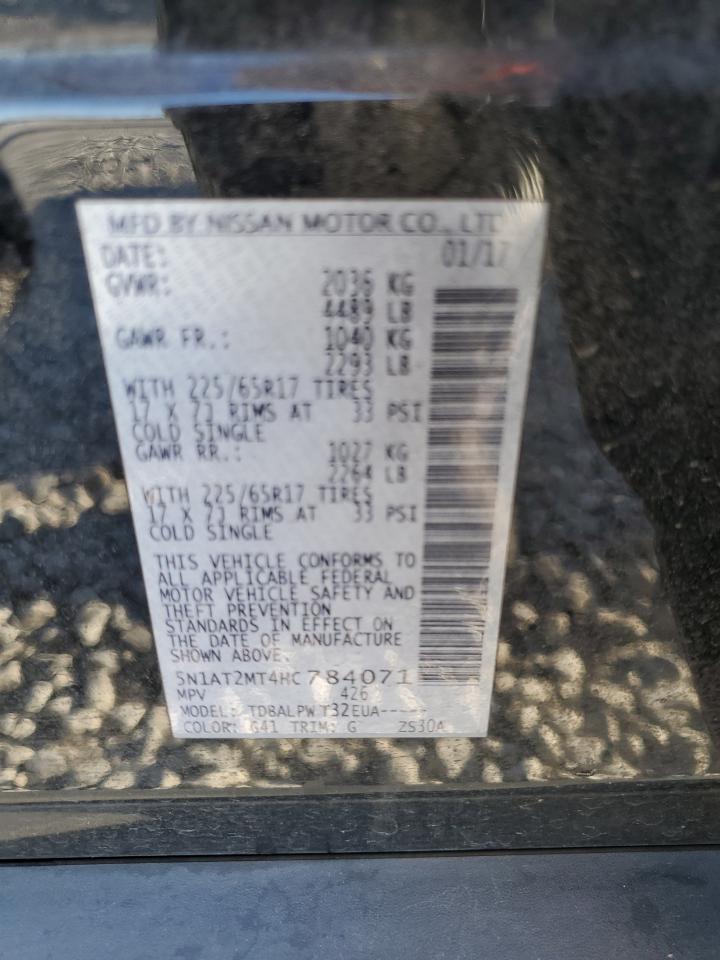 MFD BY NISSAN MOTOR CO., LTD
DATE: 01/17
GVWR: 2036 KG
4489 LB
GAWR FR.: 1040 KG
2293 LB
WITH 225/65R17 TIRES
17 X 7J RIMS AT 33 PSI
COLD SINGLE
GAWR RR.: 1027 KG
2264 LB
WITH 225/65R17 TIRES
17 X 7J RIMS AT 33 PSI
COLD SINGLE
THIS VEHICLE CONFORMS TO
ALL APPLICABLE FEDERAL
MOTOR VEHICLE SAFETY AND
THEFT PREVENTION
STANDARDS IN EFFECT ON
THE DATE OF MANUFACTURE
SHOWN ABOVE.
5N1AT2MT4HC784071
MPV 426
MODEL: TDBALPWT32EUA-----
COLOR: G41 TRIM: G ZS30A